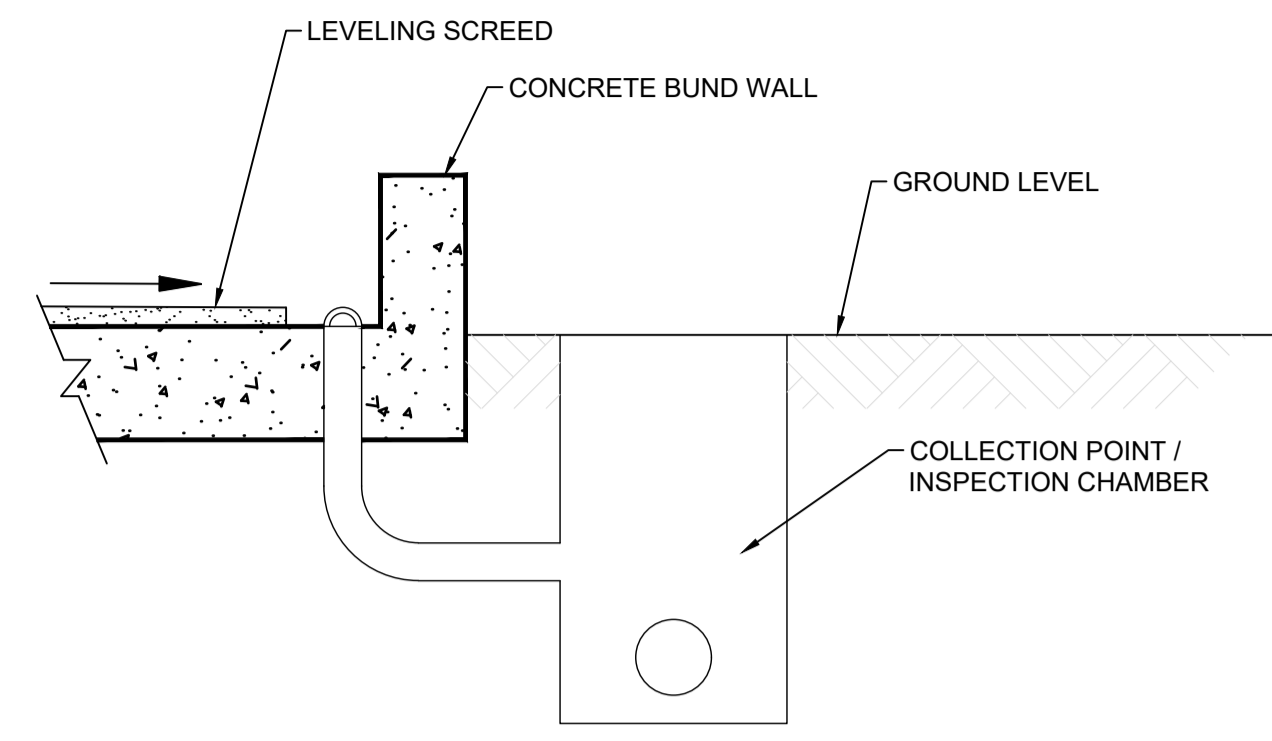 LEVELING SCREED
CONCRETE BUND WALL
GROUND LEVEL
COLLECTION POINT /
INSPECTION CHAMBER